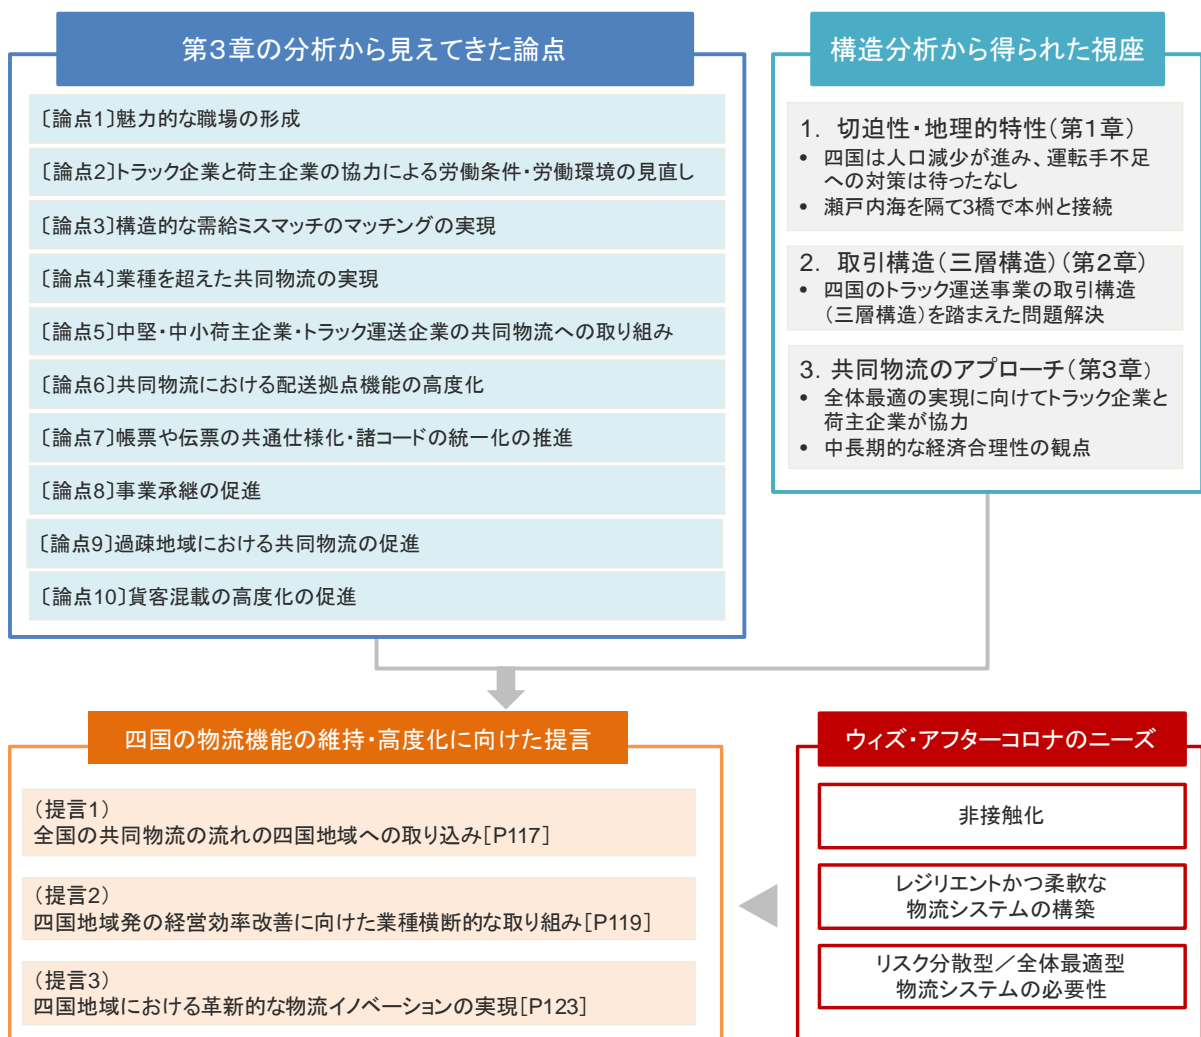 第3章の分析から見えてきた論点
〔論点1〕魅力的な職場の形成
〔論点2〕トラック企業と荷主企業の協力による労働条件・労働環境の見直し
〔論点3〕構造的な需給ミスマッチのマッチングの実現
〔論点4〕業種を超えた共同物流の実現
〔論点5〕中堅・中小荷主企業・トラック運送企業の共同物流への取り組み
〔論点6〕共同物流における配送拠点機能の高度化
〔論点7〕帳票や伝票の共通仕様化・諸コードの統一化の推進
〔論点8〕事業承継の促進
〔論点9〕過疎地域における共同物流の促進
〔論点10〕貨客混載の高度化の促進
構造分析から得られた視座
1. 切迫性・地理的特性(第1章)
• 四国は人口減少が進み、運転手不足
への対策は待ったなし
• 瀬戸内海を隔て3橋で本州と接続
2. 取引構造(三層構造)(第2章)
• 四国のトラック運送事業の取引構造
(三層構造)を踏まえた問題解決
3. 共同物流のアプローチ(第3章)
• 全体最適の実現に向けてトラック企業と
荷主企業が協力
• 中長期的な経済合理性の観点
四国の物流機能の維持・高度化に向けた提言
(提言1)
全国の共同物流の流れの四国地域への取り込み[P117]
(提言2)
四国地域発の経営効率改善に向けた業種横断的な取り組み[P119]
(提言3)
四国地域における革新的な物流イノベーションの実現[P123]
ウィズ・アフターコロナのニーズ
非接触化
レジリエントかつ柔軟な
物流システムの構築
リスク分散型/全体最適型
物流システムの必要性